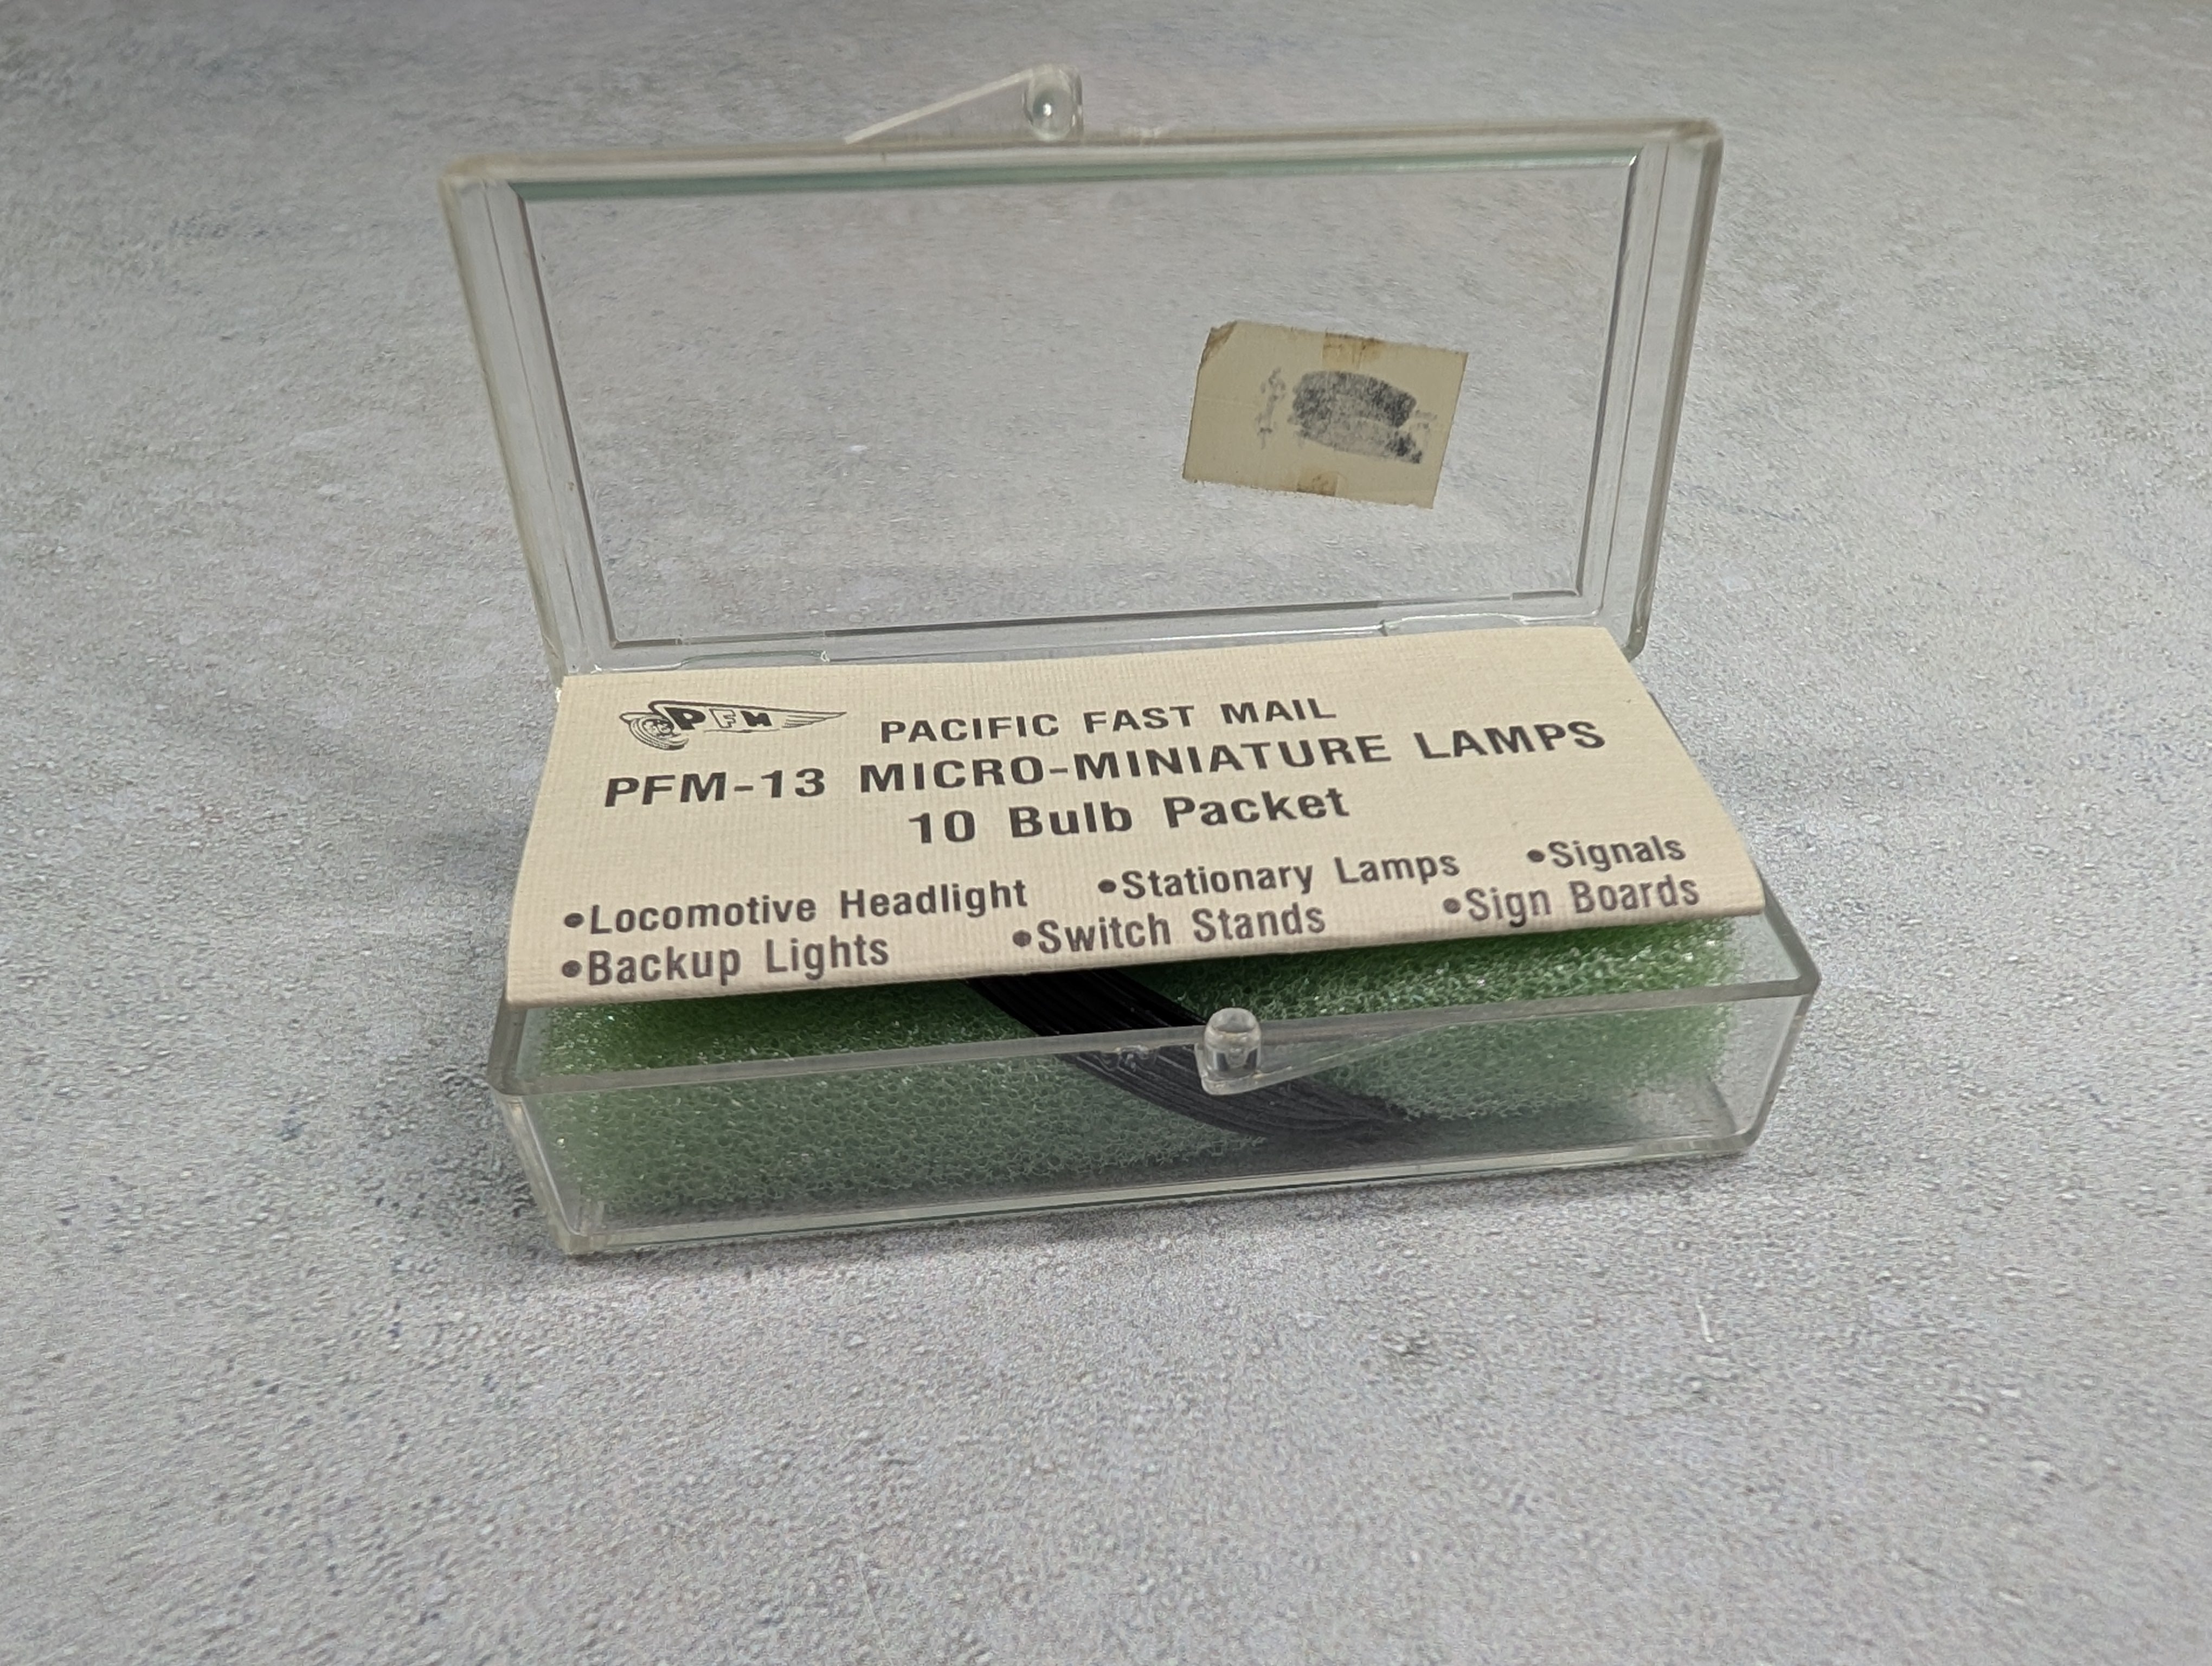 PFM PACIFIC FAST MAIL
PFM-13 MICRO-MINIATURE LAMPS
10 Bulb Packet
•Locomotive Headlight •Stationary Lamps •Signals
•Backup Lights •Switch Stands •Sign Boards